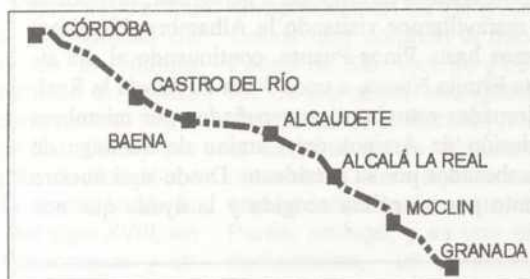 CÓRDOBA
CASTRO DEL RÍO
BAENA
ALCAUDETE
ALCALÁ LA REAL
MOCLIN
GRANADA